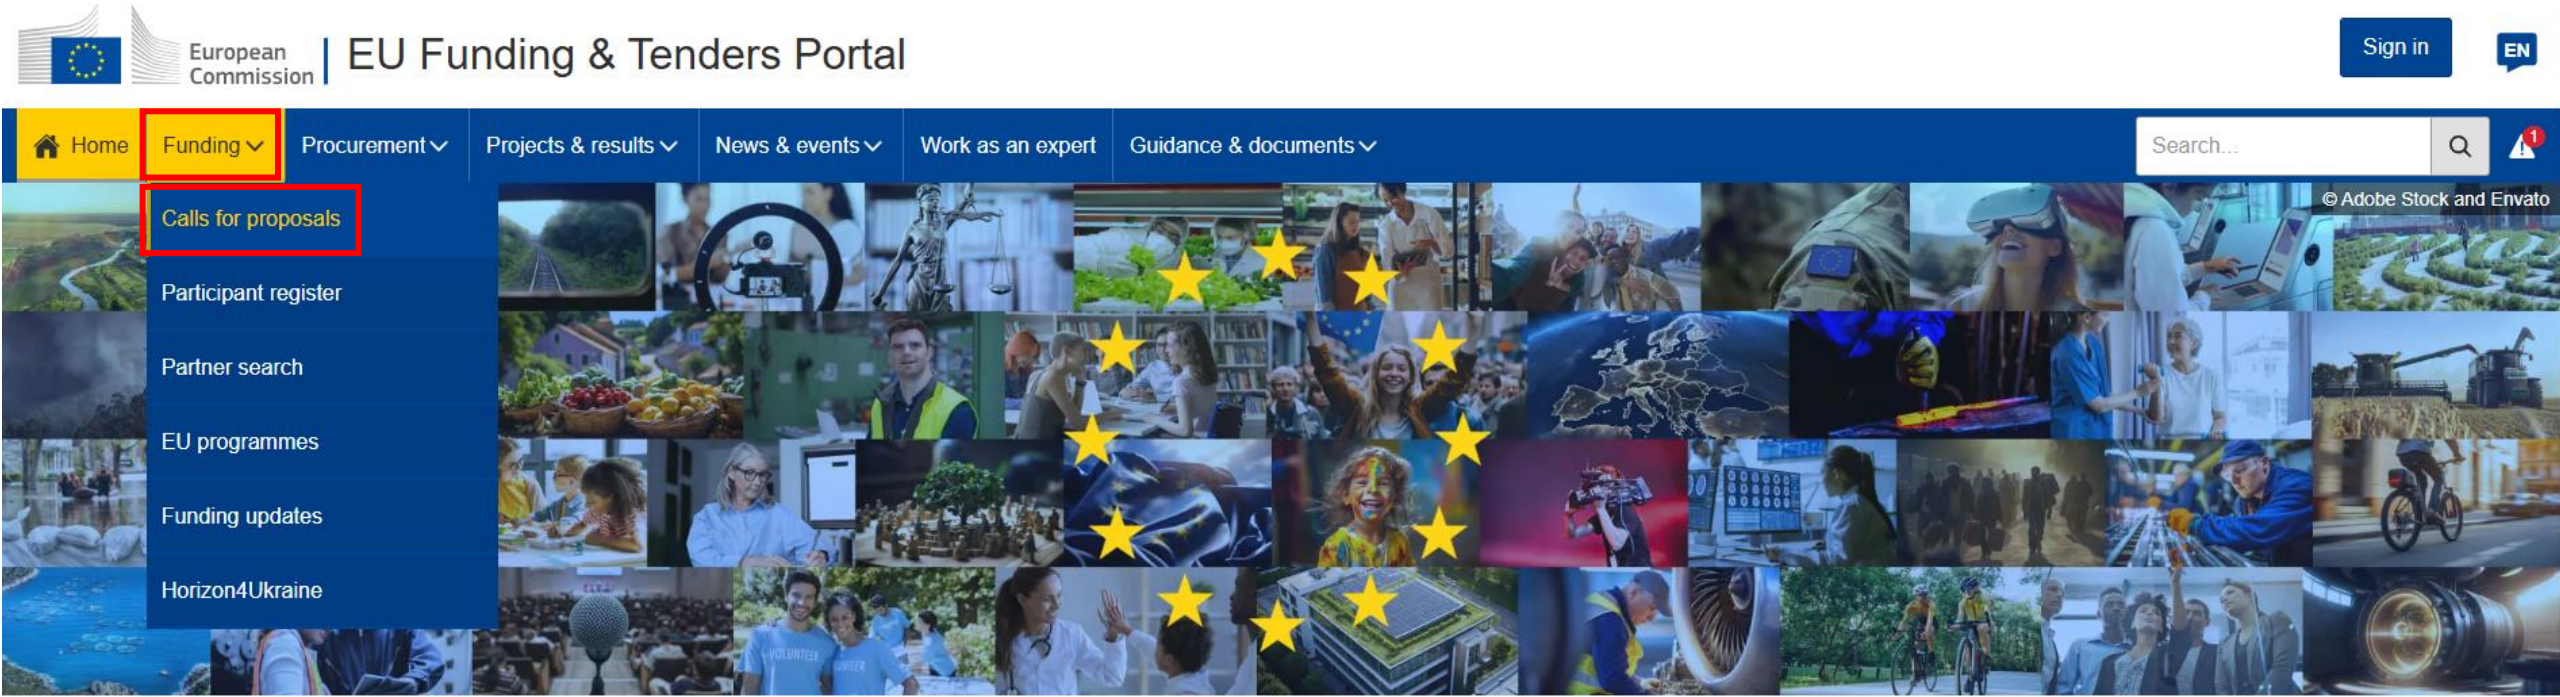 European
Commission
EU Funding & Tenders Portal
Sign in
EN
Home
Funding
Procurement
Projects & results
News & events
Work as an expert
Guidance & documents
Search...
1
Calls for proposals
© Adobe Stock and Envato
Participant register
Partner search
EU programmes
Funding updates
Horizon4Ukraine
VOLUNTEER